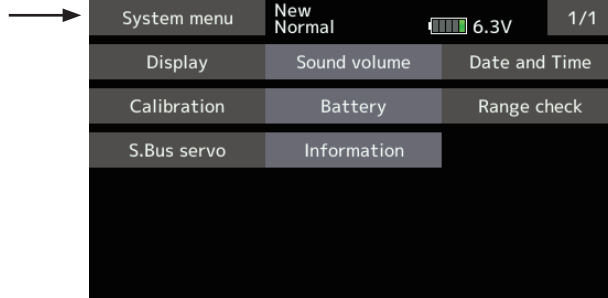 System menu
New
Normal
6.3V
1/1
Display
Sound volume
Date and Time
Calibration
Battery
Range check
S.Bus servo
Information